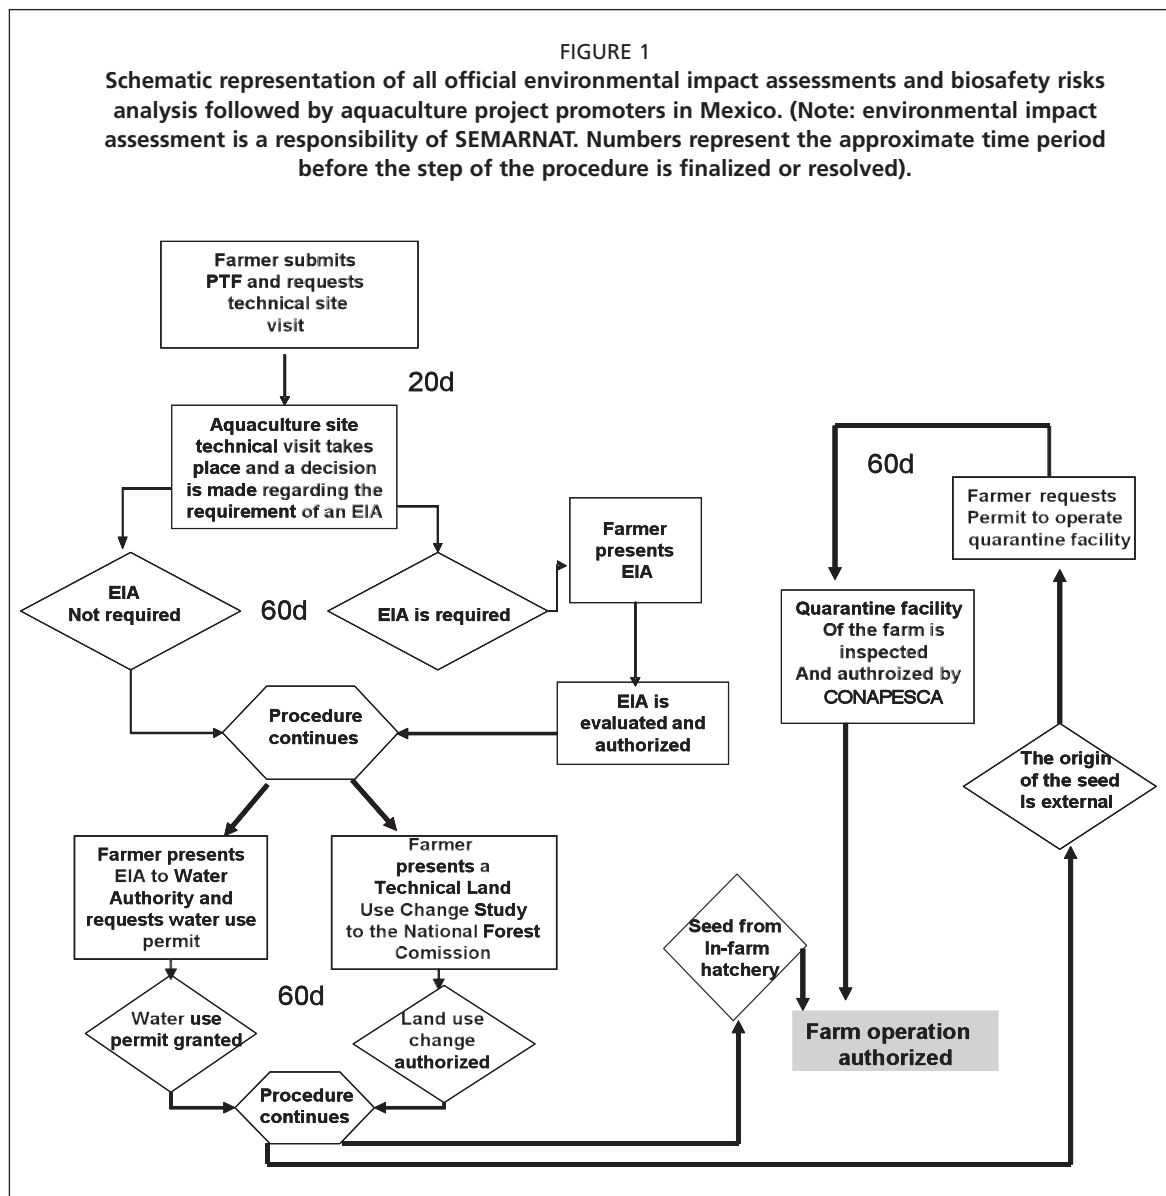 FIGURE 1
Schematic representation of all official environmental impact assessments and biosafety risks
analysis followed by aquaculture project promoters in Mexico. (Note: environmental impact
assessment is a responsibility of SEMARNAT. Numbers represent the approximate time period
before the step of the procedure is finalized or resolved).
Farmer submits
PTF and requests
technical site
visit
20d
Aquaculture site
technical visit takes
place and a decision
is made regarding the
requirement of an EIA
EIA
Not required
60d
EIA is required
Farmer
presents
EIA
EIA is
evaluated and
authorized
Procedure
continues
Farmer presents
EIA to Water
Authority and
requests water use
permit
Farmer
presents a
Technical Land
Use Change Study
to the National Forest
Comission
60d
Water use
permit granted
Land use
change
authorized
Procedure
continues
Seed from
In-farm
hatchery
The origin
of the seed
Is external
Farmer requests
Permit to operate
quarantine facility
60d
Quarantine facility
Of the farm is
inspected
And authroized by
CONAPESCA
Farm operation
authorized